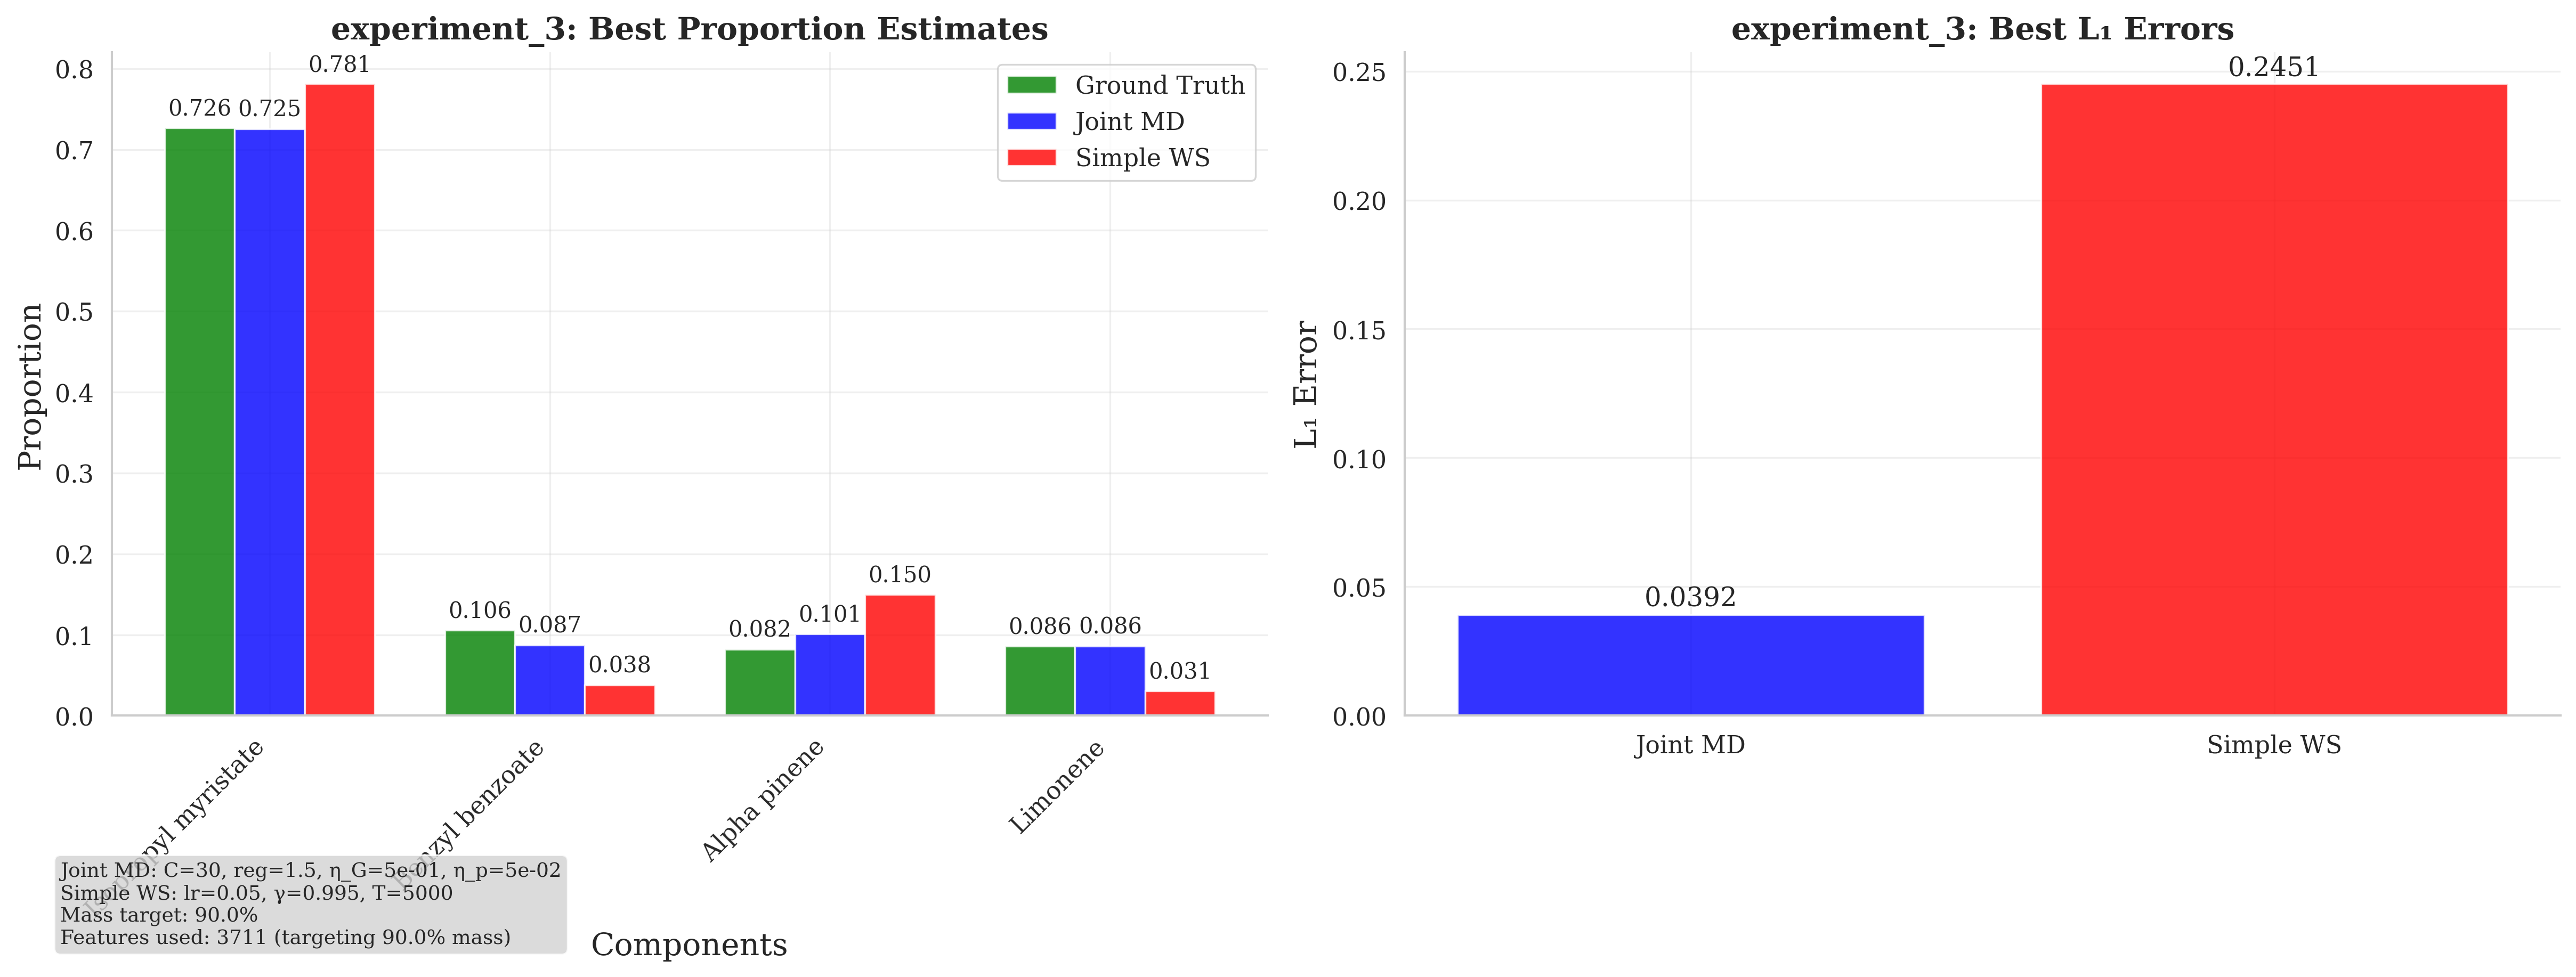 experiment_3: Best Proportion Estimates
Proportion
0.8
0.7
0.6
0.5
0.4
0.3
0.2
0.1
0.0
0.726 0.725 0.781
0.106 0.087 0.038
0.082 0.101 0.150
0.086 0.086 0.031
Ground Truth
Joint MD
Simple WS
Isopropyl myristate
Benzyl benzoate
Alpha pinene
Limonene
Components
Joint MD: C=30, reg=1.5, η_G=5e-01, η_p=5e-02
Simple WS: lr=0.05, γ=0.995, T=5000
Mass target: 90.0%
Features used: 3711 (targeting 90.0% mass)
experiment_3: Best L₁ Errors
L₁ Error
0.25
0.20
0.15
0.10
0.05
0.00
0.0392
0.2451
Joint MD
Simple WS